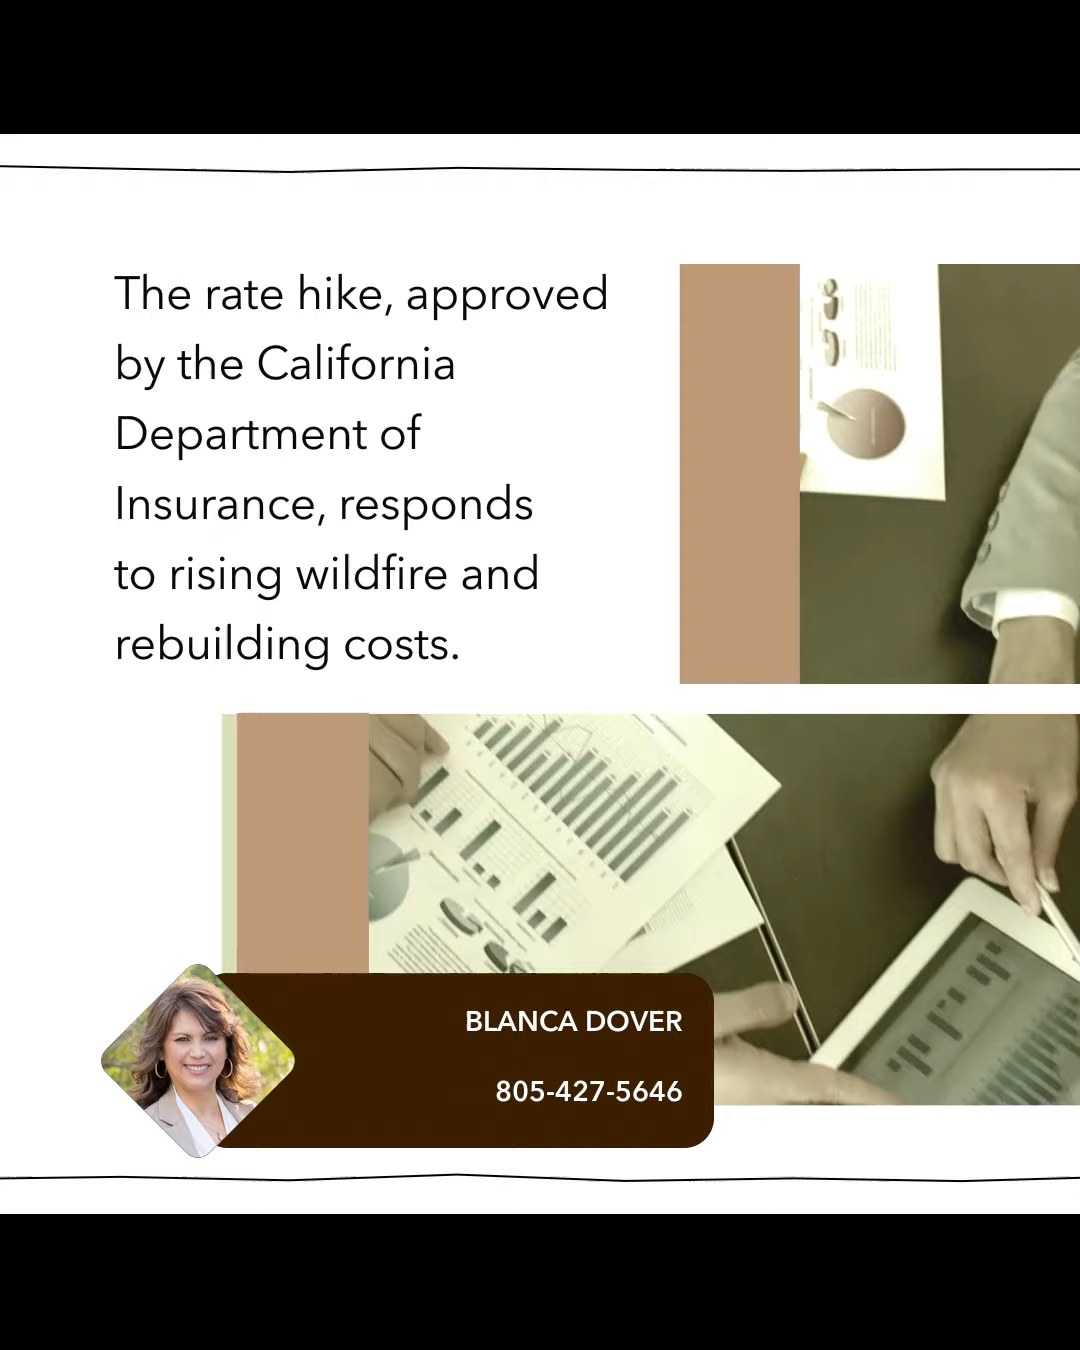 The rate hike, approved
by the California
Department of
Insurance, responds
to rising wildfire and
rebuilding costs.
BLANCA DOVER
805-427-5646